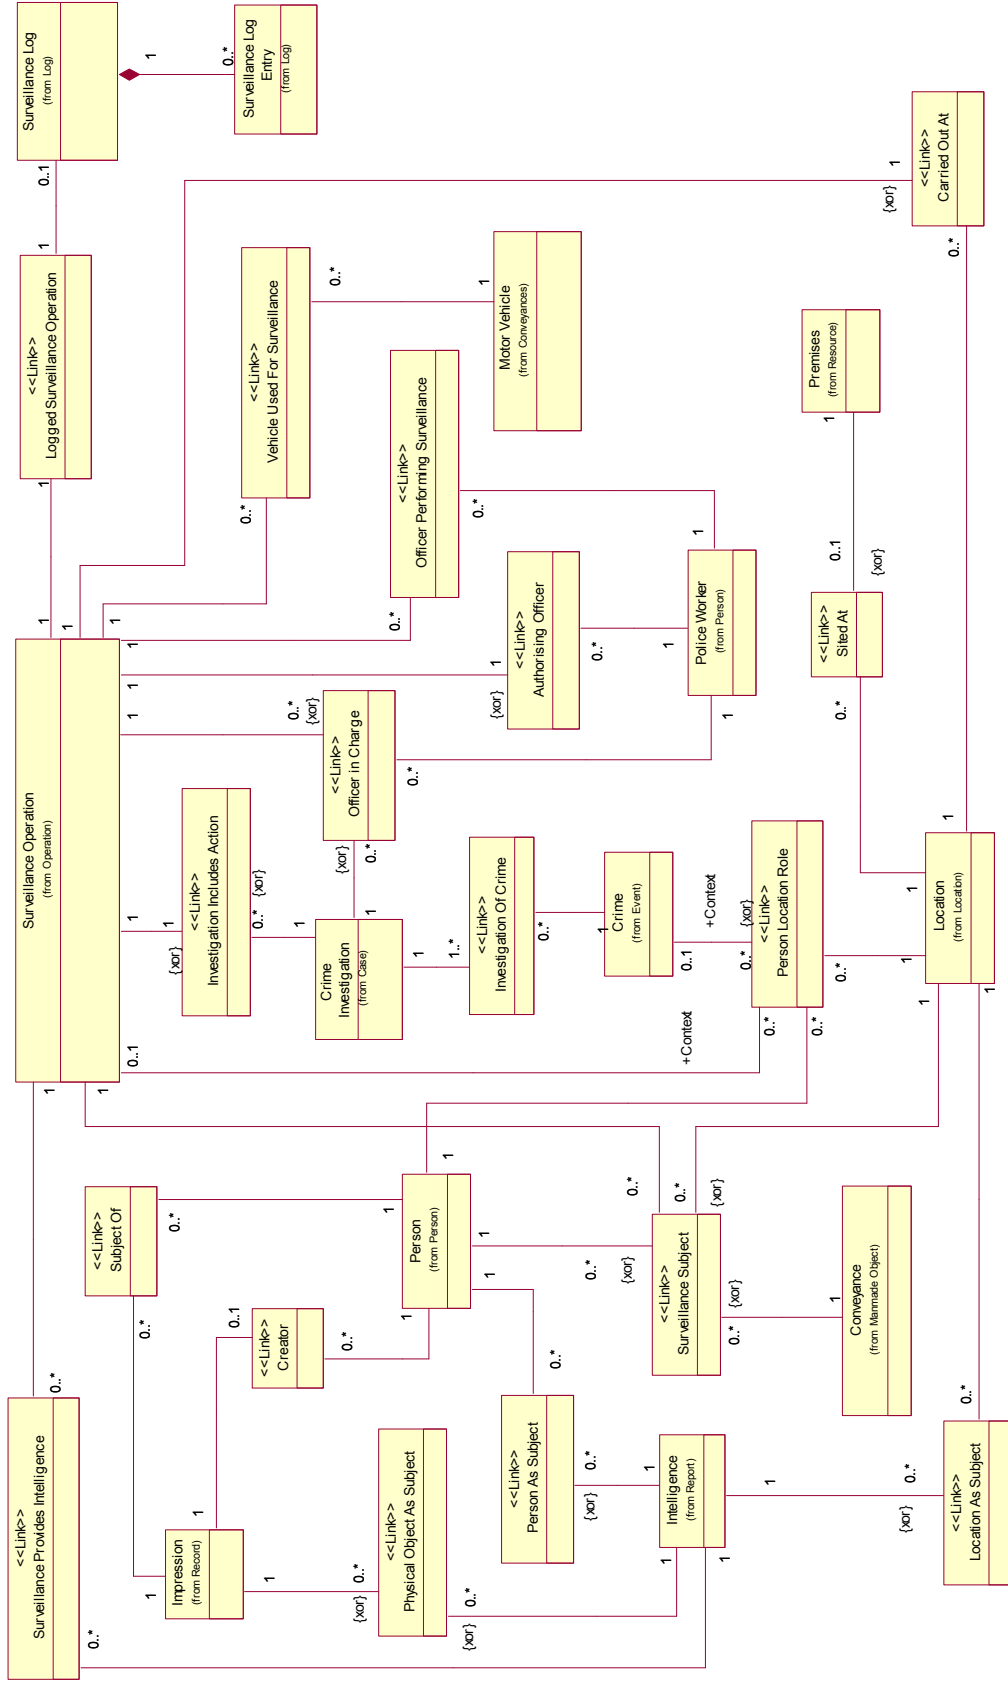 <<Link>>
Surveillance Provides Intelligence
0..*
0..*
1
Surveillance Operation
(from Operation)
1
1
<<Link>>
Logged Surveillance Operation
1
0..1
Surveillance Log
(from Log)
1
0..*
Surveillance Log
Entry
(from Log)
<<Link>>
Subject Of
0..*
0..*
1
1
0..1
1
1
1
1
1
1
Impression
(from Record)
1
1
0..1
<<Link>>
Creator
0..*
{xor}
1
<<Link>>
Investigation Includes Action
0..*
{xor}
1
0..*
{xor}
<<Link>>
Officer in Charge
{xor}
0..*
0..*
1
Crime
Investigation
(from Case)
1
1..*
<<Link>>
Investigation Of Crime
0..*
0..*
<<Link>>
Vehicle Used For Surveillance
0..*
1
Motor Vehicle
(from Conveyances)
0..*
<<Link>>
Officer Performing Surveillance
0..*
{xor}
1
<<Link>>
Authorising Officer
0..*
1
1
1
Police Worker
(from Person)
{xor}
0..*
<<Link>>
Physical Object As Subject
{xor}
0..*
1
1
Person
(from Person)
1
1
1
0..*
<<Link>>
Person As Subject
{xor}
0..*
1
1
Intelligence
(from Report)
1
1
0..*
{xor}
0..*
0..*
{xor}
<<Link>>
Surveillance Subject
0..*
{xor}
1
Conveyance
(from Manmade Object)
1
Crime
(from Event)
0..1
+Context
+Context
{xor}
0..*
0..*
0..*
<<Link>>
Person Location Role
0..*
1
<<Link>>
Sited At
0..*
0..1
{xor}
1
Premises
(from Resource)
{xor}
1
<<Link>>
Carried Out At
0..*
{xor}
0..*
<<Link>>
Location As Subject
0..*
1
1
1
1
Location
(from Location)